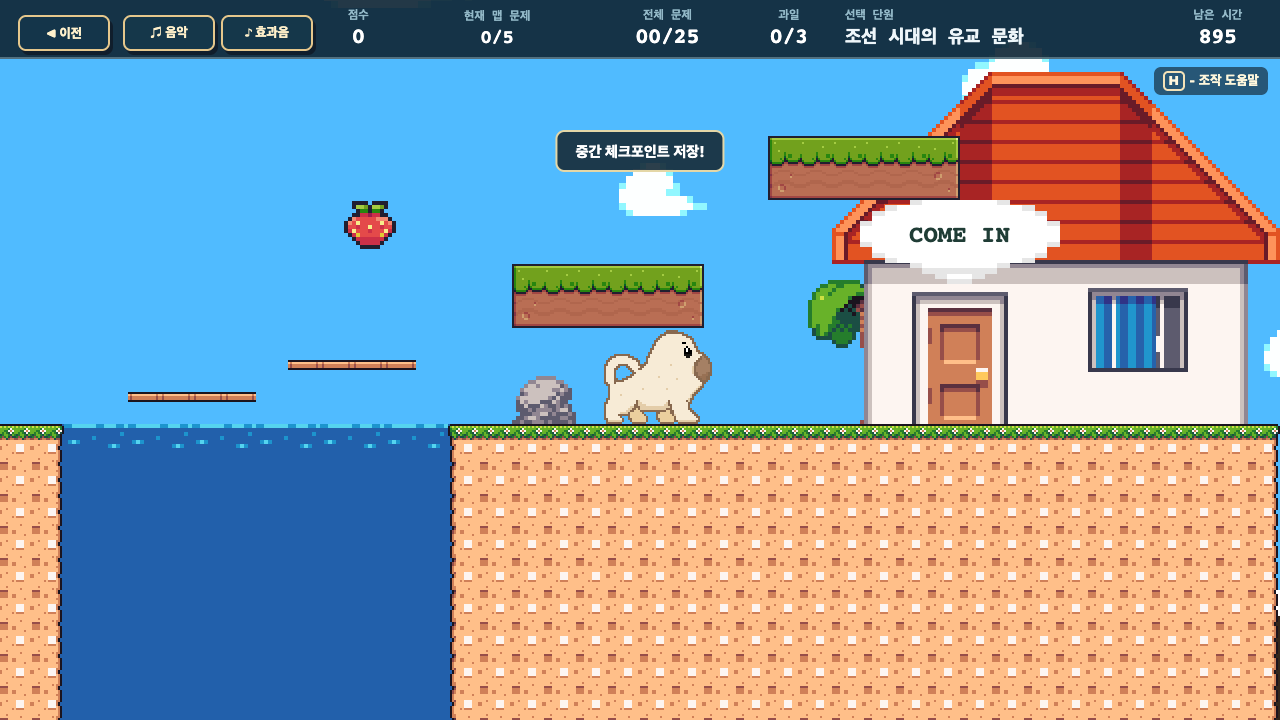 ◀ 이전
♫ 음악
♪ 효과음
점수
0
현재 맵 문제
0/5
전체 문제
00/25
과일
0/3
선택 단원
조선 시대의 유교 문화
남은 시간
895
H - 조작 도움말
중간 체크포인트 저장!
COME IN